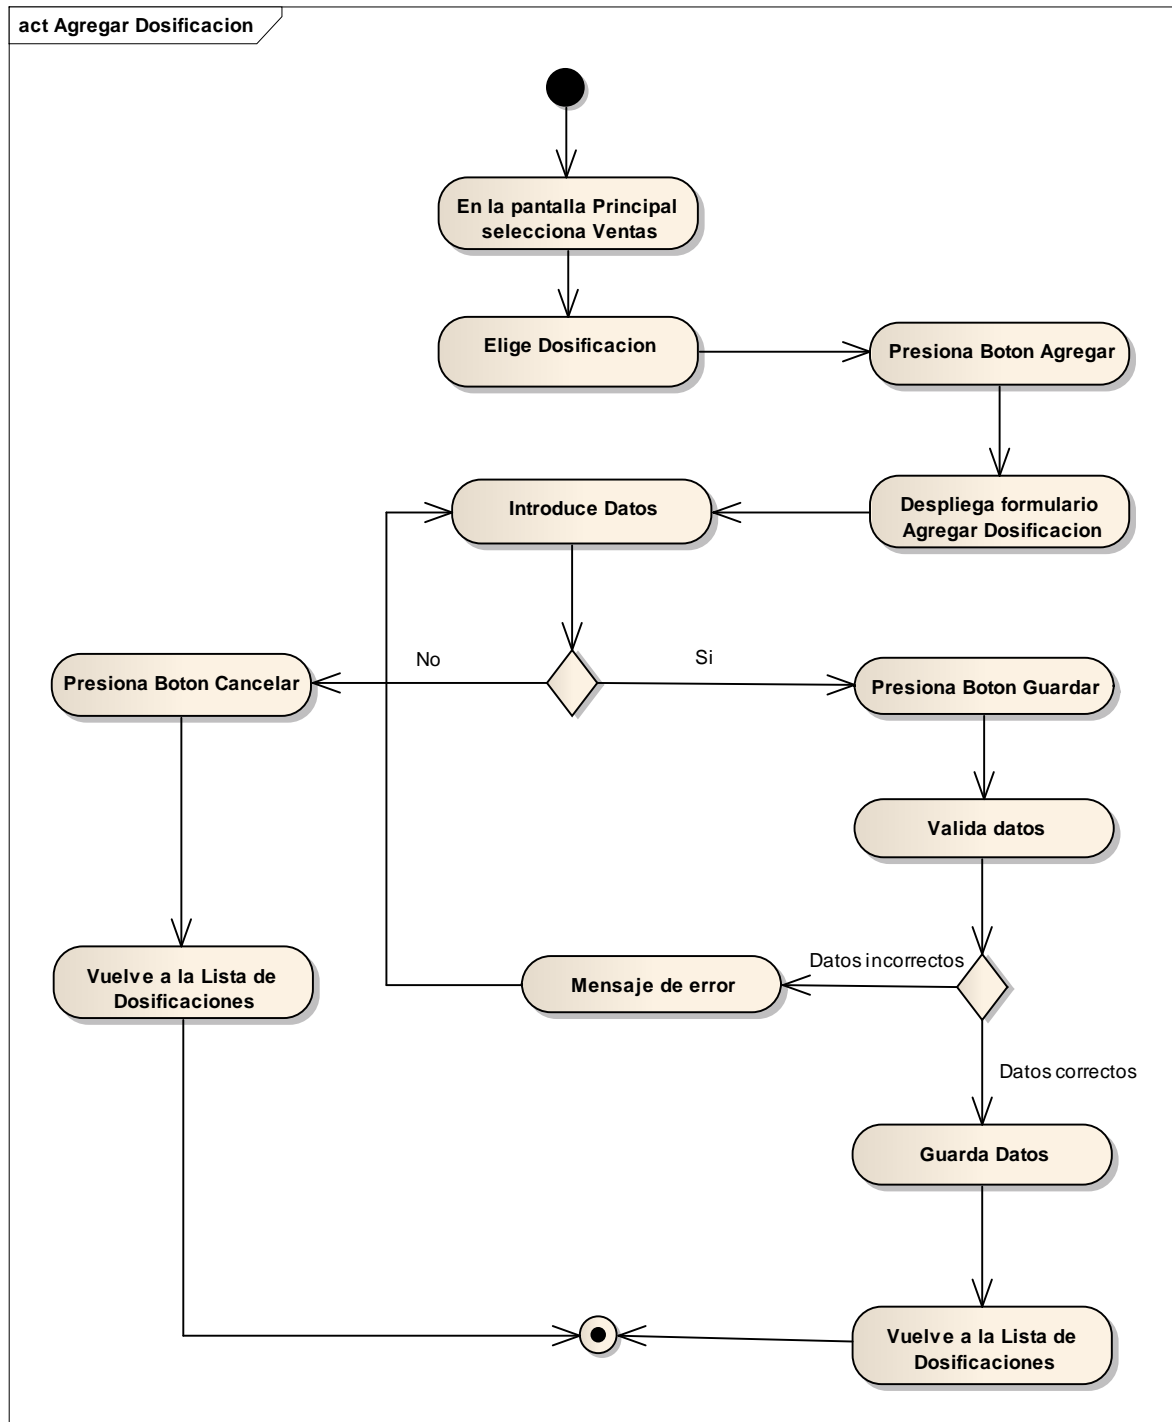 act Agregar Dosificacion
En la pantalla Principal
selecciona Ventas
Elige Dosificacion
Presiona Boton Agregar
Despliega formulario
Agregar Dosificacion
Introduce Datos
No
Si
Presiona Boton Cancelar
Presiona Boton Guardar
Valida datos
Datos incorrectos
Mensaje de error
Vuelve a la Lista de
Dosificaciones
Datos correctos
Guarda Datos
Vuelve a la Lista de
Dosificaciones